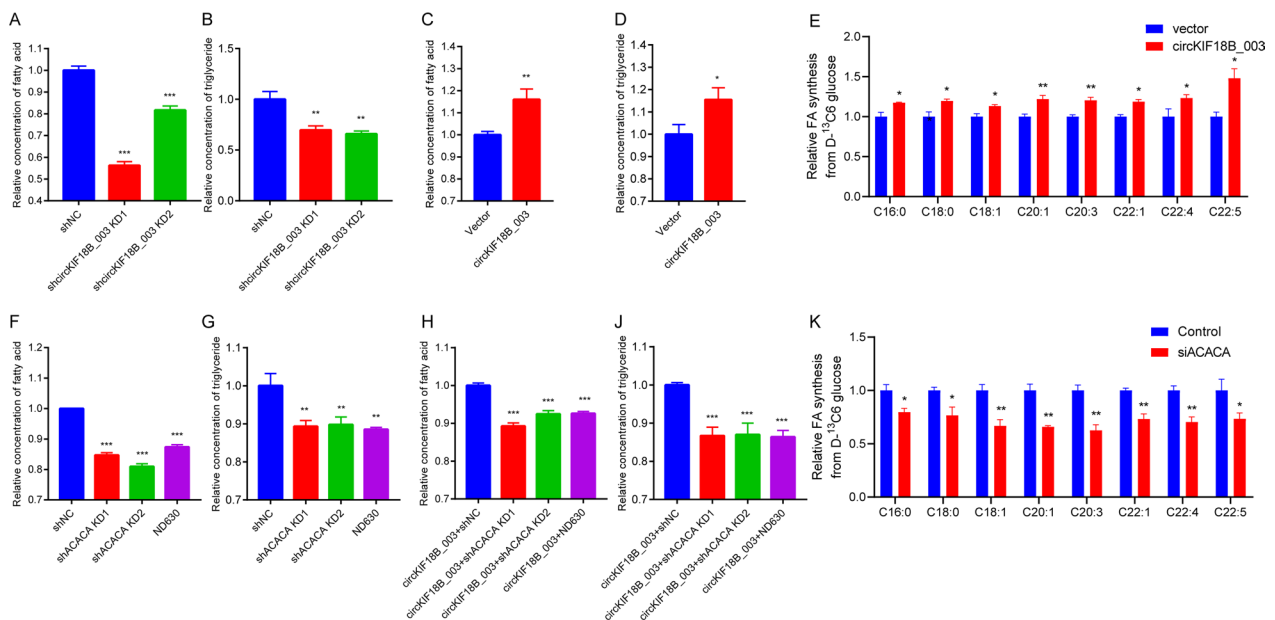 A
Relative concentration of fatty acid
1.1
1.0
0.9
0.8
0.7
0.6
0.5
0.4
***
***
shNC
shcircKIF18B_003 KD1
shcircKIF18B_003 KD2
B
Relative concentration of triglyceride
1.5
1.0
0.5
0.0
**
**
shNC
shcircKIF18B_003 KD1
shcircKIF18B_003 KD2
C
Relative concentration of fatty acid
1.4
1.3
1.2
1.1
1.0
0.9
0.8
0.7
**
Vector
circKIF18B_003
D
Relative concentration of triglyceride
1.4
1.3
1.2
1.1
1.0
0.9
0.8
0.7
*
Vector
circKIF18B_003
E
Relative FA synthesis
from D-¹³C6 glucose
2.0
1.5
1.0
0.5
0.0
vector
circKIF18B_003
* * * ** ** * * *
C16:0 C18:0 C18:1 C20:1 C20:3 C22:1 C22:4 C22:5
F
Relative concentration of fatty acid
1.2
1.1
1.0
0.9
0.8
0.7
***
***
***
shNC
shACACA KD1
shACACA KD2
ND630
G
Relative concentration of triglyceride
1.1
1.0
0.9
0.8
0.7
**
**
**
shNC
shACACA KD1
shACACA KD2
ND630
H
Relative concentration of fatty acid
1.1
1.0
0.9
0.8
0.7
***
***
***
circKIF18B_003+shNC
circKIF18B_003+shACACA KD1
circKIF18B_003+shACACA KD2
circKIF18B_003+ND630
J
Relative concentration of triglyceride
1.1
1.0
0.9
0.8
0.7
***
***
***
circKIF18B_003+shNC
circKIF18B_003+shACACA KD1
circKIF18B_003+shACACA KD2
circKIF18B_003+ND630
K
Relative FA synthesis
from D-¹³C6 glucose
1.5
1.0
0.5
0.0
Control
siACACA
* * ** ** ** ** ** *
C16:0 C18:0 C18:1 C20:1 C20:3 C22:1 C22:4 C22:5